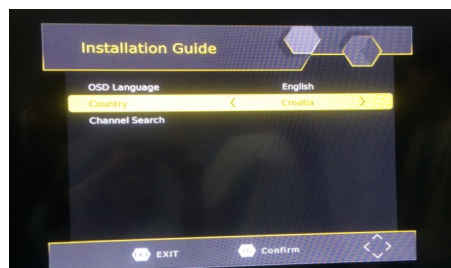 Installation Guide
OSD Language English
Country Croatia
Channel Search
EXIT Confirm